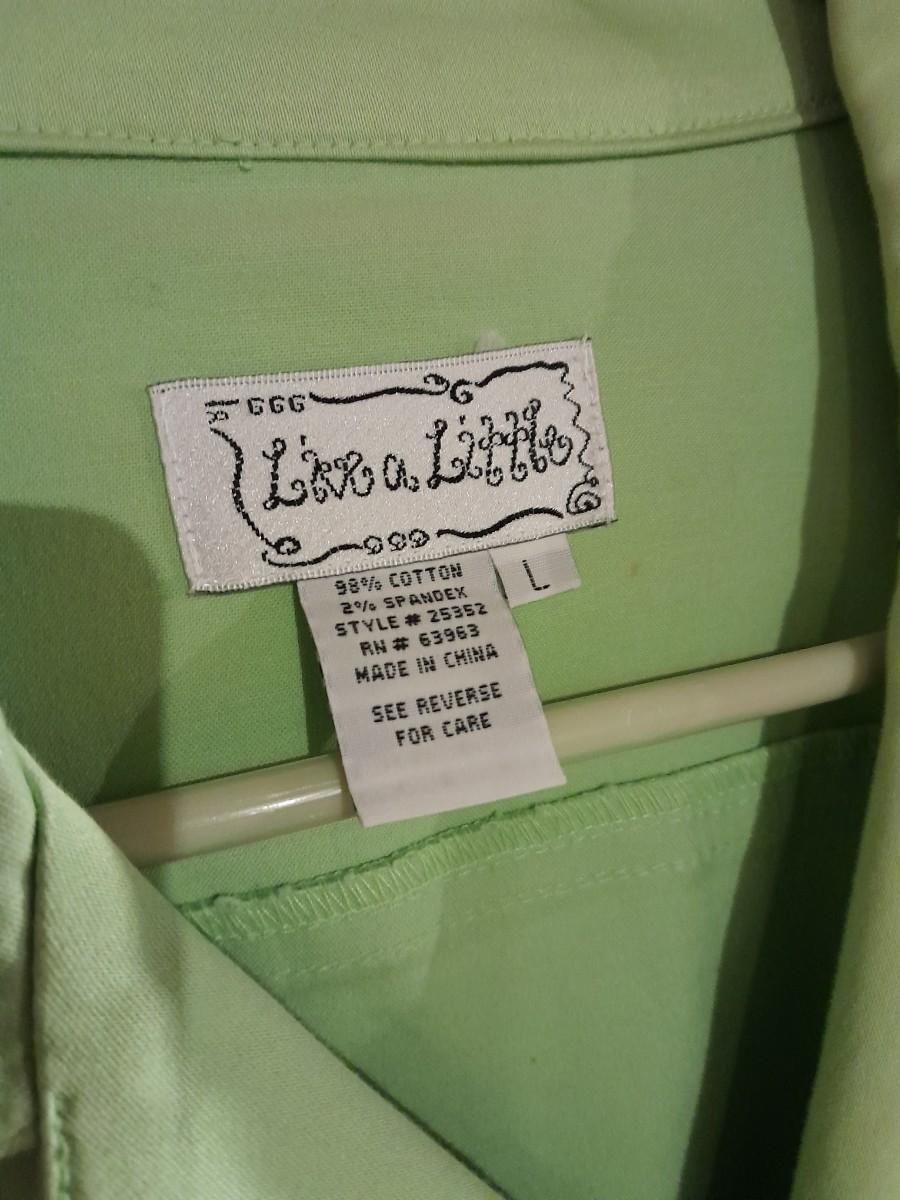 Live a Little
L
98% COTTON
2% SPANDEX
STYLE # 25352
RN # 63963
MADE IN CHINA
SEE REVERSE
FOR CARE